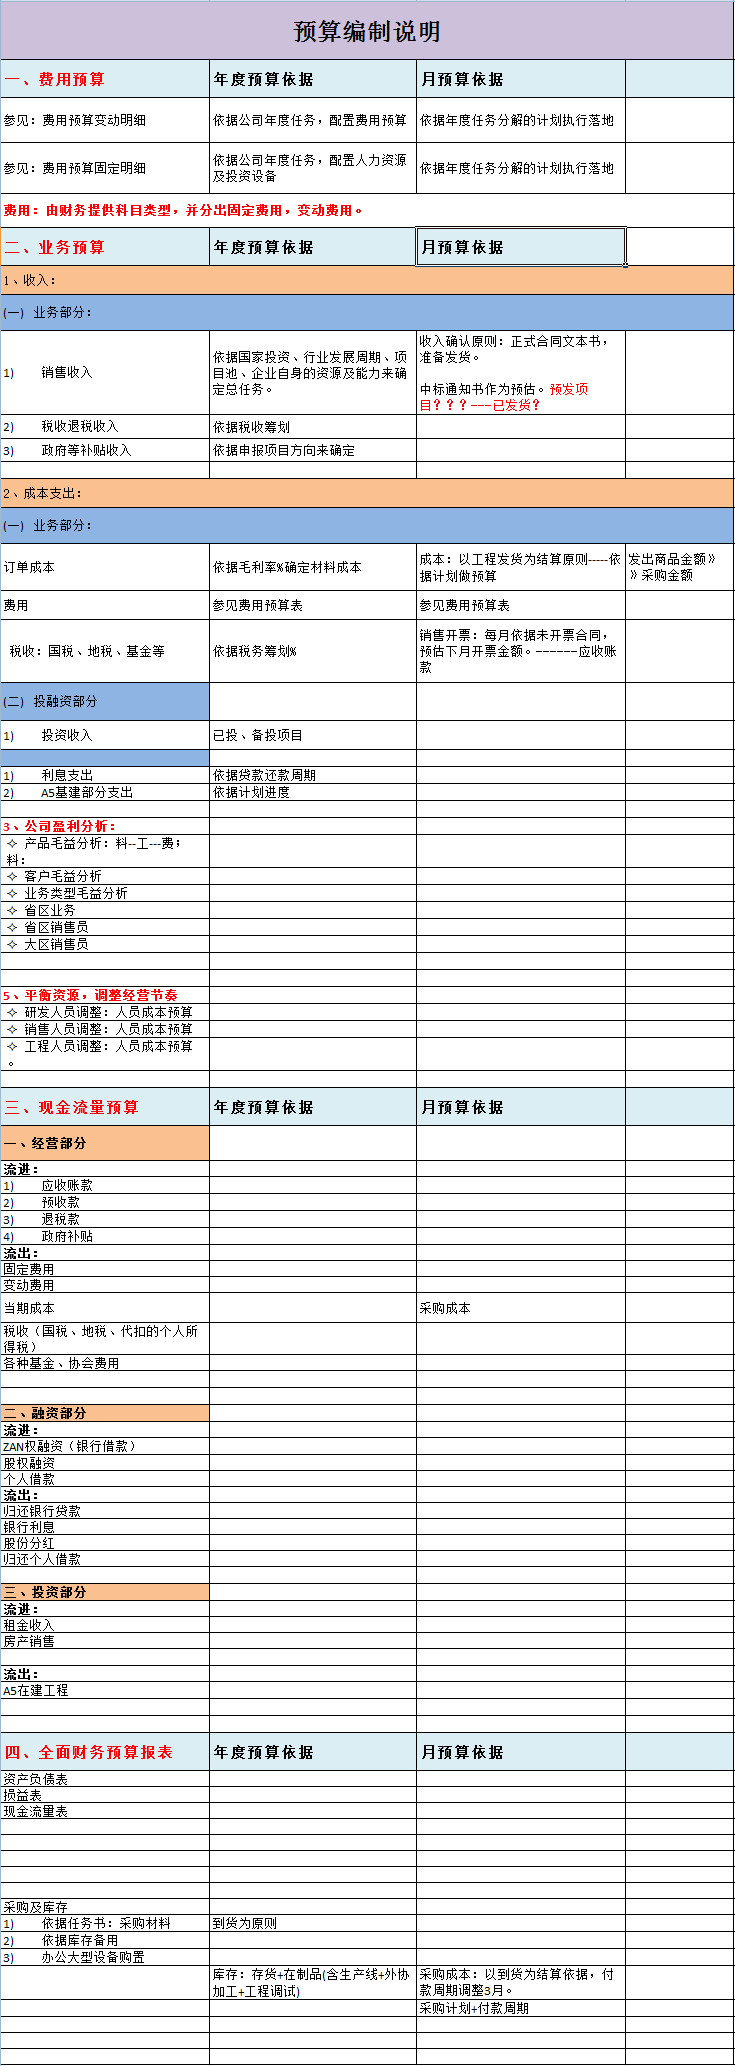 预算编制说明
一、费用预算 年度预算依据 月预算依据
参见：费用预算变动明细 依据公司年度任务，配置费用预算 依据年度任务分解的计划执行落地
参见：费用预算固定明细 依据公司年度任务，配置人力资源及投资设备 依据年度任务分解的计划执行落地
费用：由财务提供科目类型，并分出固定费用，变动费用。
二、业务预算 年度预算依据 月预算依据
1、收入：
(一) 业务部分：
1) 销售收入 依据国家投资、行业发展周期、项目池、企业自身的资源及能力来确定总任务。 收入确认原则：正式合同文本书，准备发货。
中标通知书作为预估。预发项目？？？---已发货？
2) 税收退税收入 依据税收筹划
3) 政府等补贴收入 依据申报项目方向来确定
2、成本支出：
(一) 业务部分：
订单成本 依据毛利率%确定材料成本 成本：以工程发货为结算原则-----依据计划做预算 发出商品金额》》采购金额
费用 参见费用预算表 参见费用预算表
税收：国税、地税、基金等 依据税务筹划% 销售开票：每月依据未开票合同，预估下月开票金额。------应收账款
(二) 投融资部分
1) 投资收入 已投、备投项目
1) 利息支出 依据贷款还款周期
2) A5基建部分支出 依据计划进度
3、公司盈利分析：
✧ 产品毛益分析：料--工---费；
料：
✧ 客户毛益分析
✧ 业务类型毛益分析
✧ 省区业务
✧ 省区销售员
✧ 大区销售员
5、平衡资源，调整经营节奏
✧ 研发人员调整：人员成本预算
✧ 销售人员调整：人员成本预算
✧ 工程人员调整：人员成本预算
。
三、现金流量预算 年度预算依据 月预算依据
一、经营部分
流进：
1) 应收账款
2) 预收款
3) 退税款
4) 政府补贴
流出：
固定费用
变动费用
当期成本 采购成本
税收（国税、地税、代扣的个人所得税）
各种基金、协会费用
二、融资部分
流进：
ZAN权融资（银行借款）
股权融资
个人借款
流出：
归还银行贷款
银行利息
股份分红
归还个人借款
三、投资部分
流进：
租金收入
房产销售
流出：
A5在建工程
四、全面财务预算报表 年度预算依据 月预算依据
资产负债表
损益表
现金流量表
采购及库存
1) 依据任务书：采购材料 到货为原则
2) 依据库存备用
3) 办公大型设备购置
库存：存货+在制品(含生产线+外协加工+工程调试) 采购成本：以到货为结算依据，付款周期调整3月。
采购计划+付款周期